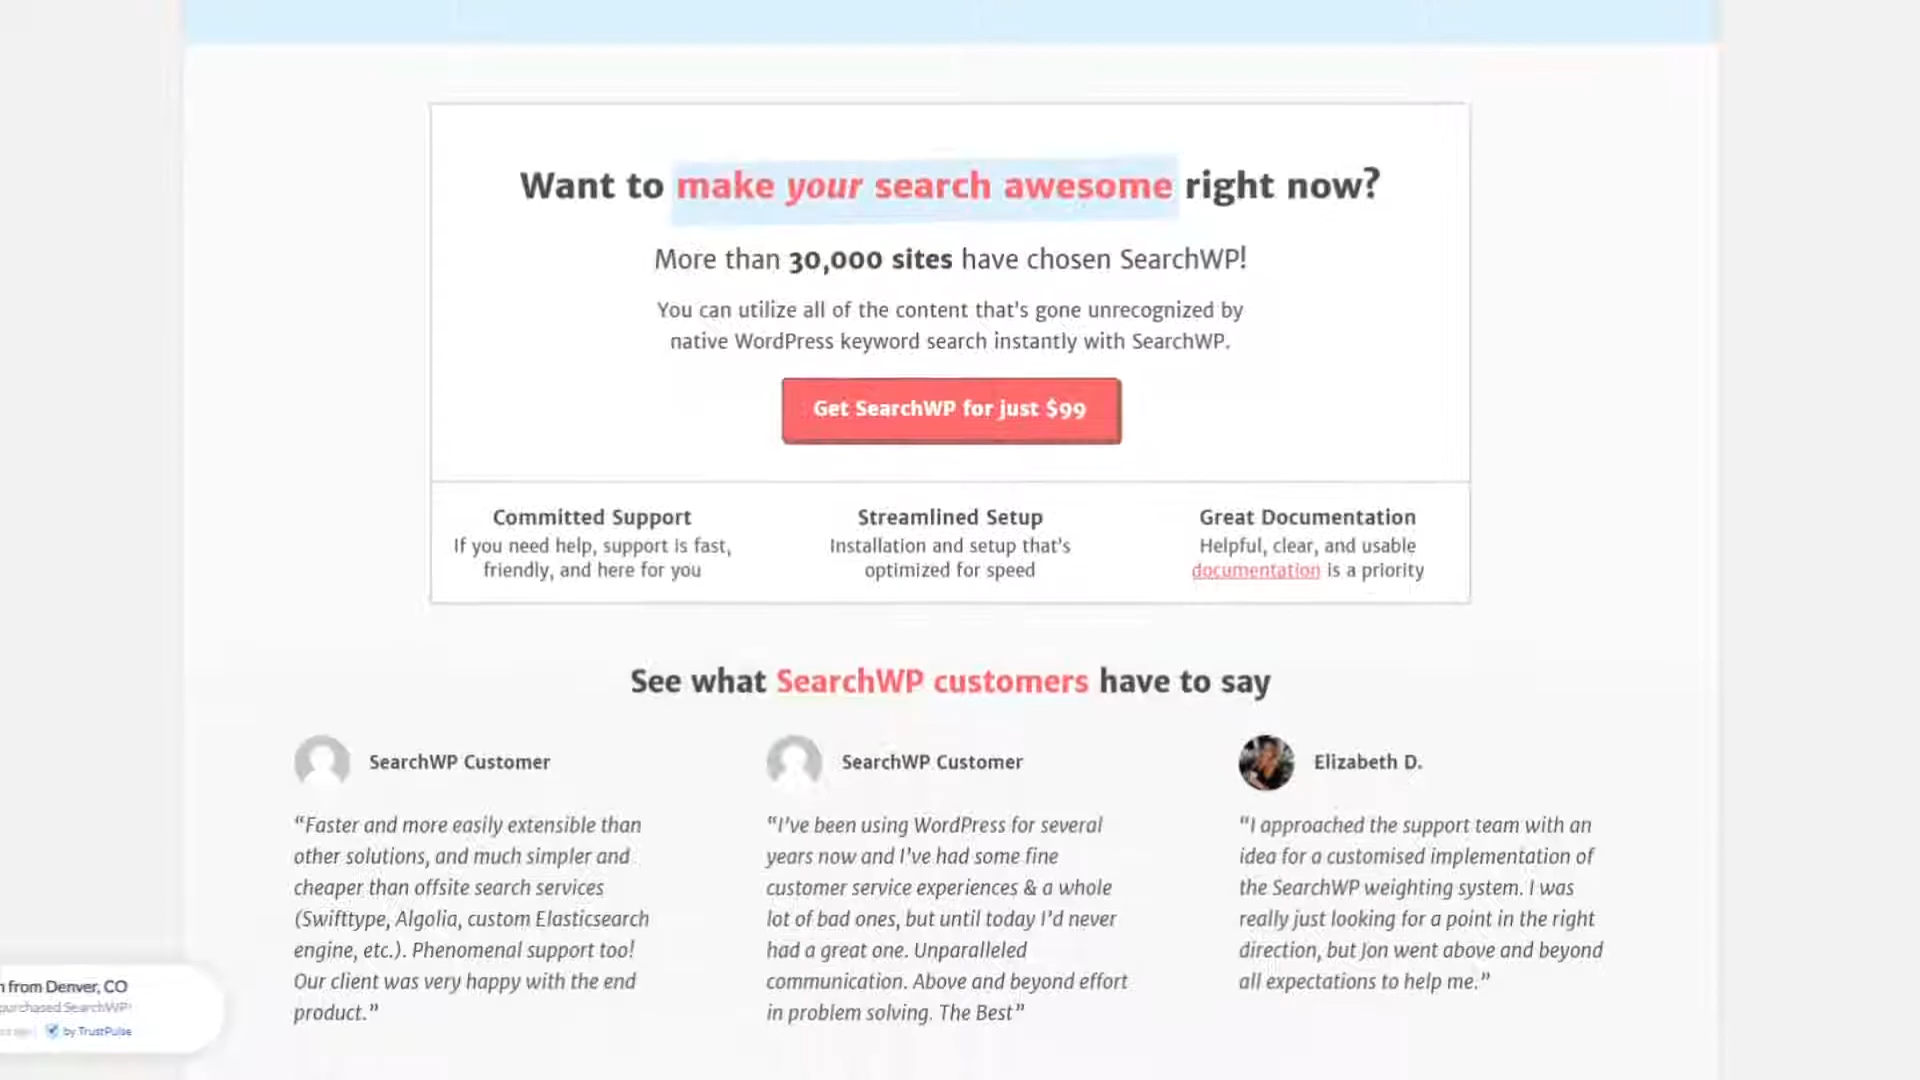 Want to make your search awesome right now?
More than 30,000 sites have chosen SearchWP!
You can utilize all of the content that's gone unrecognized by
native WordPress keyword search instantly with SearchWP.
Get SearchWP for just $99
Committed Support
If you need help, support is fast,
friendly, and here for you
Streamlined Setup
Installation and setup that's
optimized for speed
Great Documentation
Helpful, clear, and usable
documentation is a priority
See what SearchWP customers have to say
SearchWP Customer
“Faster and more easily extensible than
other solutions, and much simpler and
cheaper than offsite search services
(Swifttype, Algolia, custom Elasticsearch
engine, etc.). Phenomenal support too!
Our client was very happy with the end
product.”
SearchWP Customer
“I’ve been using WordPress for several
years now and I’ve had some fine
customer service experiences & a whole
lot of bad ones, but until today I’d never
had a great one. Unparalleled
communication. Above and beyond effort
in problem solving. The Best”
Elizabeth D.
“I approached the support team with an
idea for a customised implementation of
the SearchWP weighting system. I was
really just looking for a point in the right
direction, but Jon went above and beyond
all expectations to help me.”
from Denver, CO
purchased SearchWP!
by TrustPulse